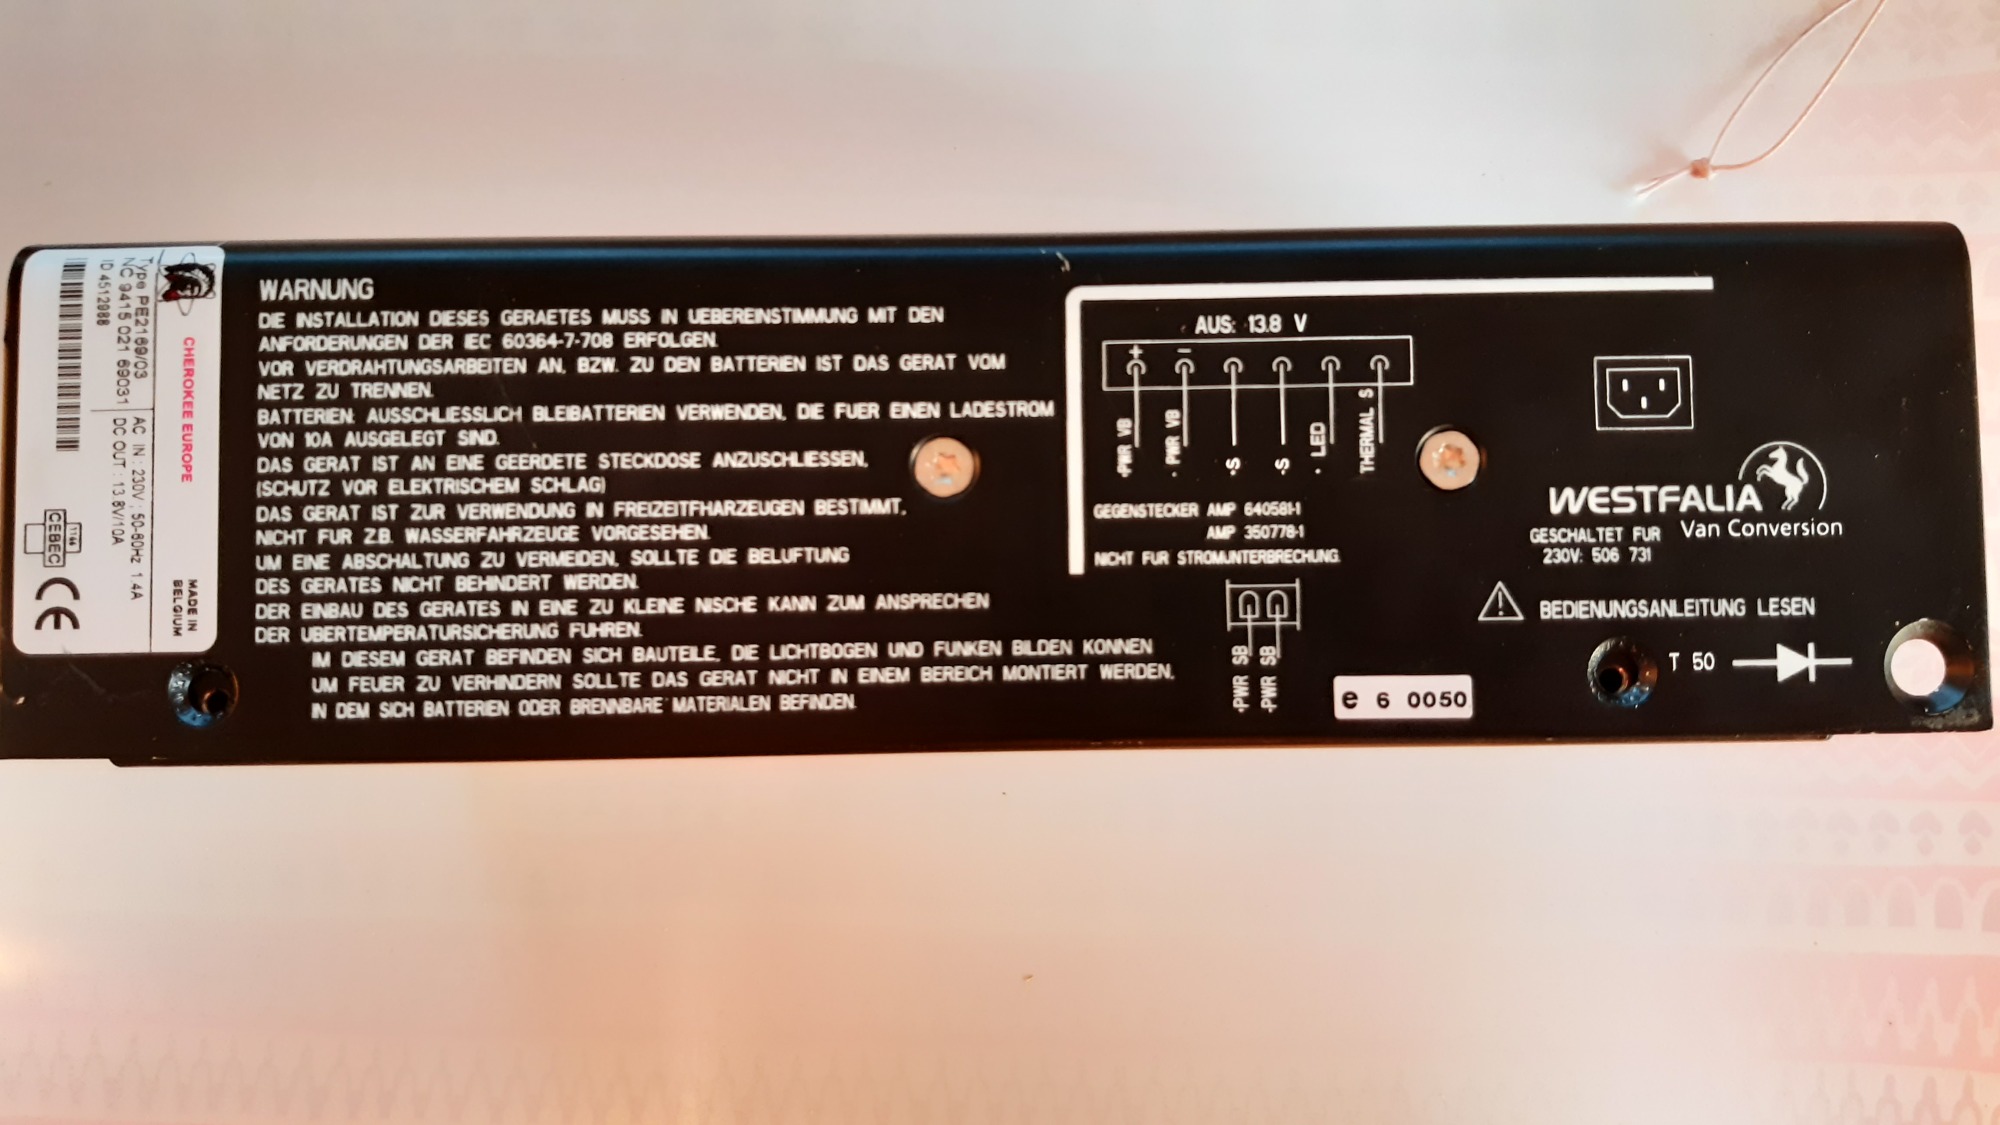 CHEROKEE EUROPE
MADE IN
BELGIUM
Type PE2169/03
AC IN : 230V ; 50-60Hz 1.4A
NC 9415 021 69031
DC OUT : 13.8V/10A
ID 4512988
1166
CEBEC
CE
WARNUNG
DIE INSTALLATION DIESES GERAETES MUSS IN UEBEREINSTIMMUNG MIT DEN
ANFORDERUNGEN DER IEC 60364-7-708 ERFOLGEN.
VOR VERDRAHTUNGSARBEITEN AN, BZW. ZU DEN BATTERIEN IST DAS GERAT VOM
NETZ ZU TRENNEN.
BATTERIEN: AUSSCHLIESSLICH BLEIBATTERIEN VERWENDEN, DIE FUER EINEN LADESTROM
VON 10A AUSGELEGT SIND.
DAS GERAT IST AN EINE GEERDETE STECKDOSE ANZUSCHLIESSEN,
(SCHUTZ VOR ELEKTRISCHEM SCHLAG)
DAS GERAT IST ZUR VERWENDUNG IN FREIZEITFHARZEUGEN BESTIMMT,
NICHT FUR Z.B. WASSERFAHRZEUGE VORGESEHEN.
UM EINE ABSCHALTUNG ZU VERMEIDEN, SOLLTE DIE BELUFTUNG
DES GERATES NICHT BEHINDERT WERDEN.
DER EINBAU DES GERATES IN EINE ZU KLEINE NISCHE KANN ZUM ANSPRECHEN
DER UBERTEMPERATURSICHERUNG FUHREN.
IM DIESEM GERAT BEFINDEN SICH BAUTEILE, DIE LICHTBOGEN UND FUNKEN BILDEN KONNEN
UM FEUER ZU VERHINDERN SOLLTE DAS GERAT NICHT IN EINEM BEREICH MONTIERT WERDEN,
IN DEM SICH BATTERIEN ODER BRENNBARE MATERIALEN BEFINDEN.
AUS: 13.8 V
+ -
·PWR VB
·PWR VB
·S
·S
· LED
THERMAL S
GEGENSTECKER AMP 640581-1
AMP 350778-1
NICHT FUR STROMUNTERBRECHUNG.
·PWR SB
·PWR SB
e 6 0050
WESTFALIA
Van Conversion
GESCHALTET FUR
230V: 506 731
BEDIENUNGSANLEITUNG LESEN
T 50